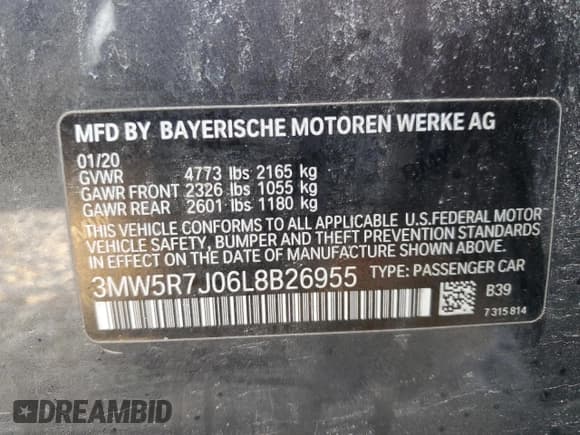 MFD BY BAYERISCHE MOTOREN WERKE AG
01/20
GVWR 4773 lbs 2165 kg
GAWR FRONT 2326 lbs 1055 kg
GAWR REAR 2601 lbs 1180 kg
THIS VEHICLE CONFORMS TO ALL APPLICABLE U.S.FEDERAL MOTOR
VEHICLE SAFETY, BUMPER AND THEFT PREVENTION STANDARDS
IN EFFECT ON THE DATE OF MANUFACTURE SHOWN ABOVE.
3MW5R7J06L8B26955 TYPE: PASSENGER CAR
B39
7 315 814
DREAMBID